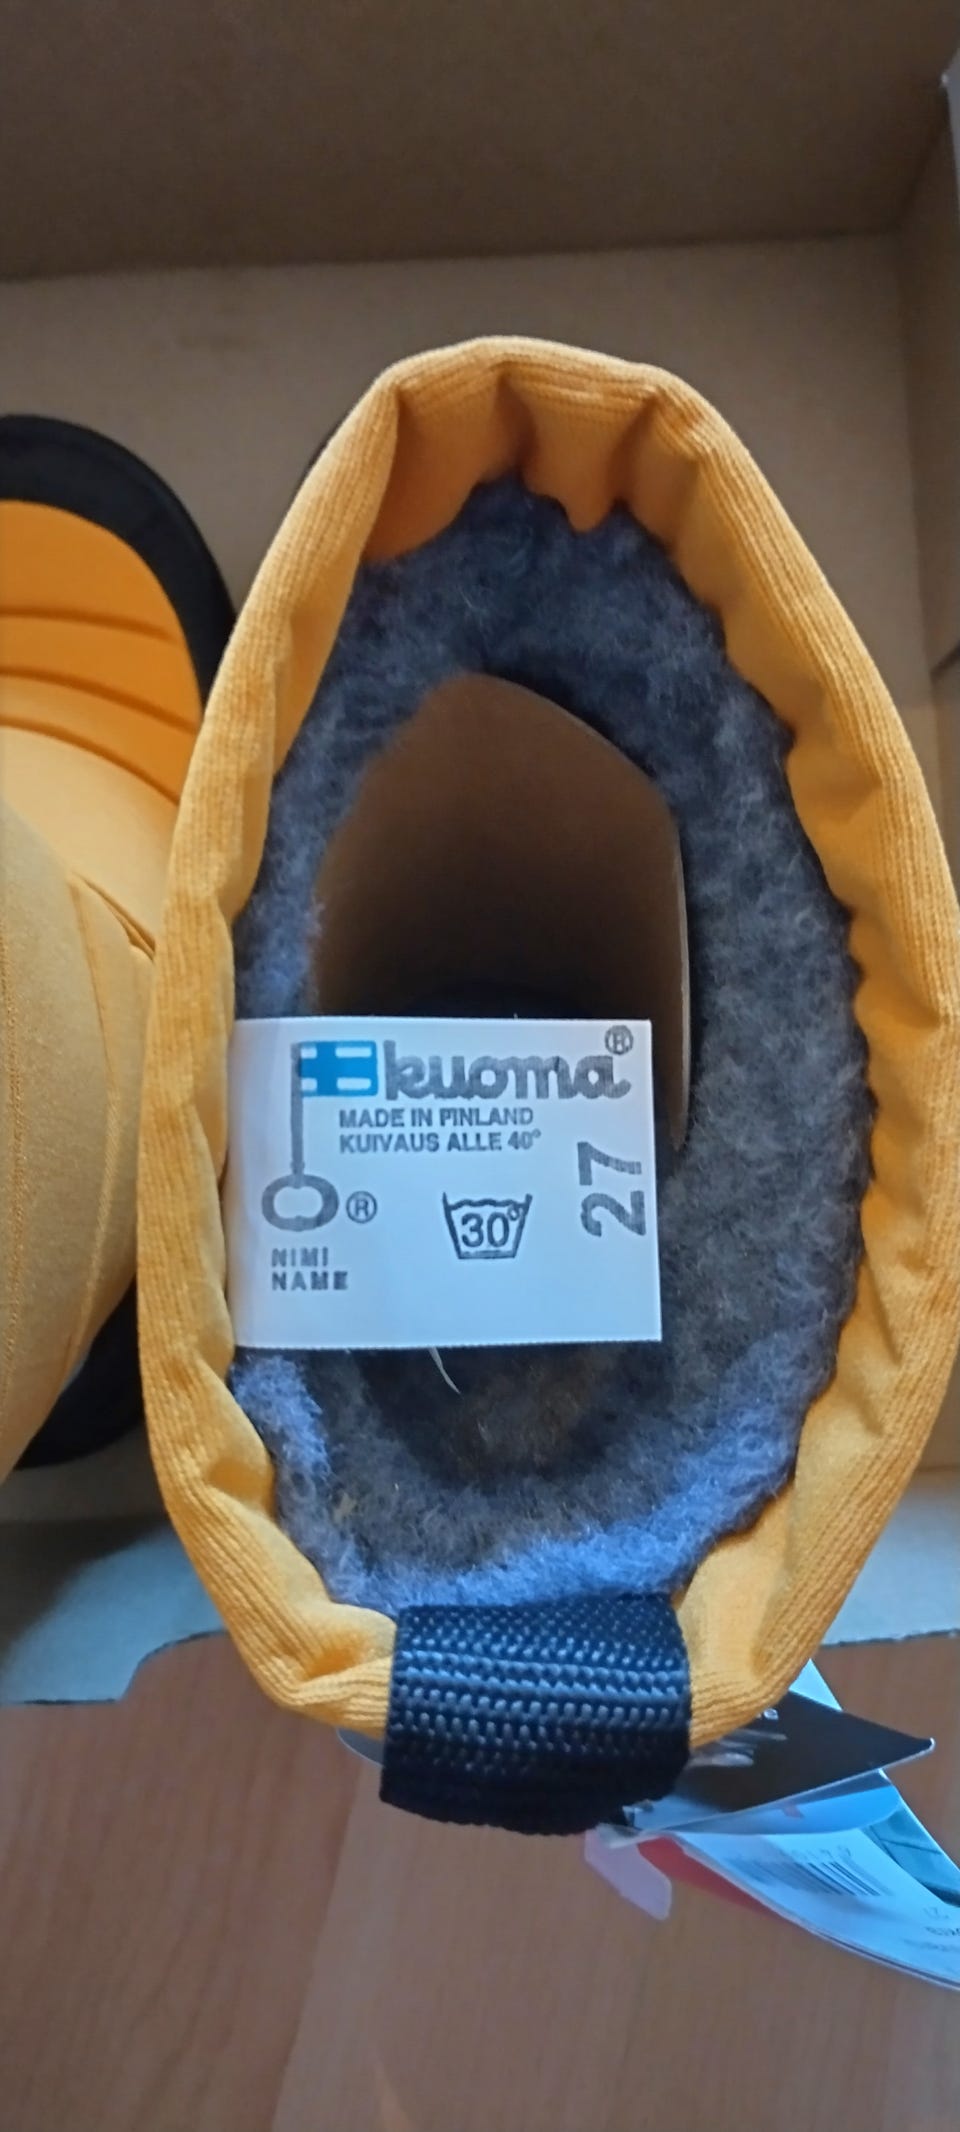 kuoma®
MADE IN FINLAND
KUIVAUS ALLE 40°
27
®
30°
NIMI
NAME